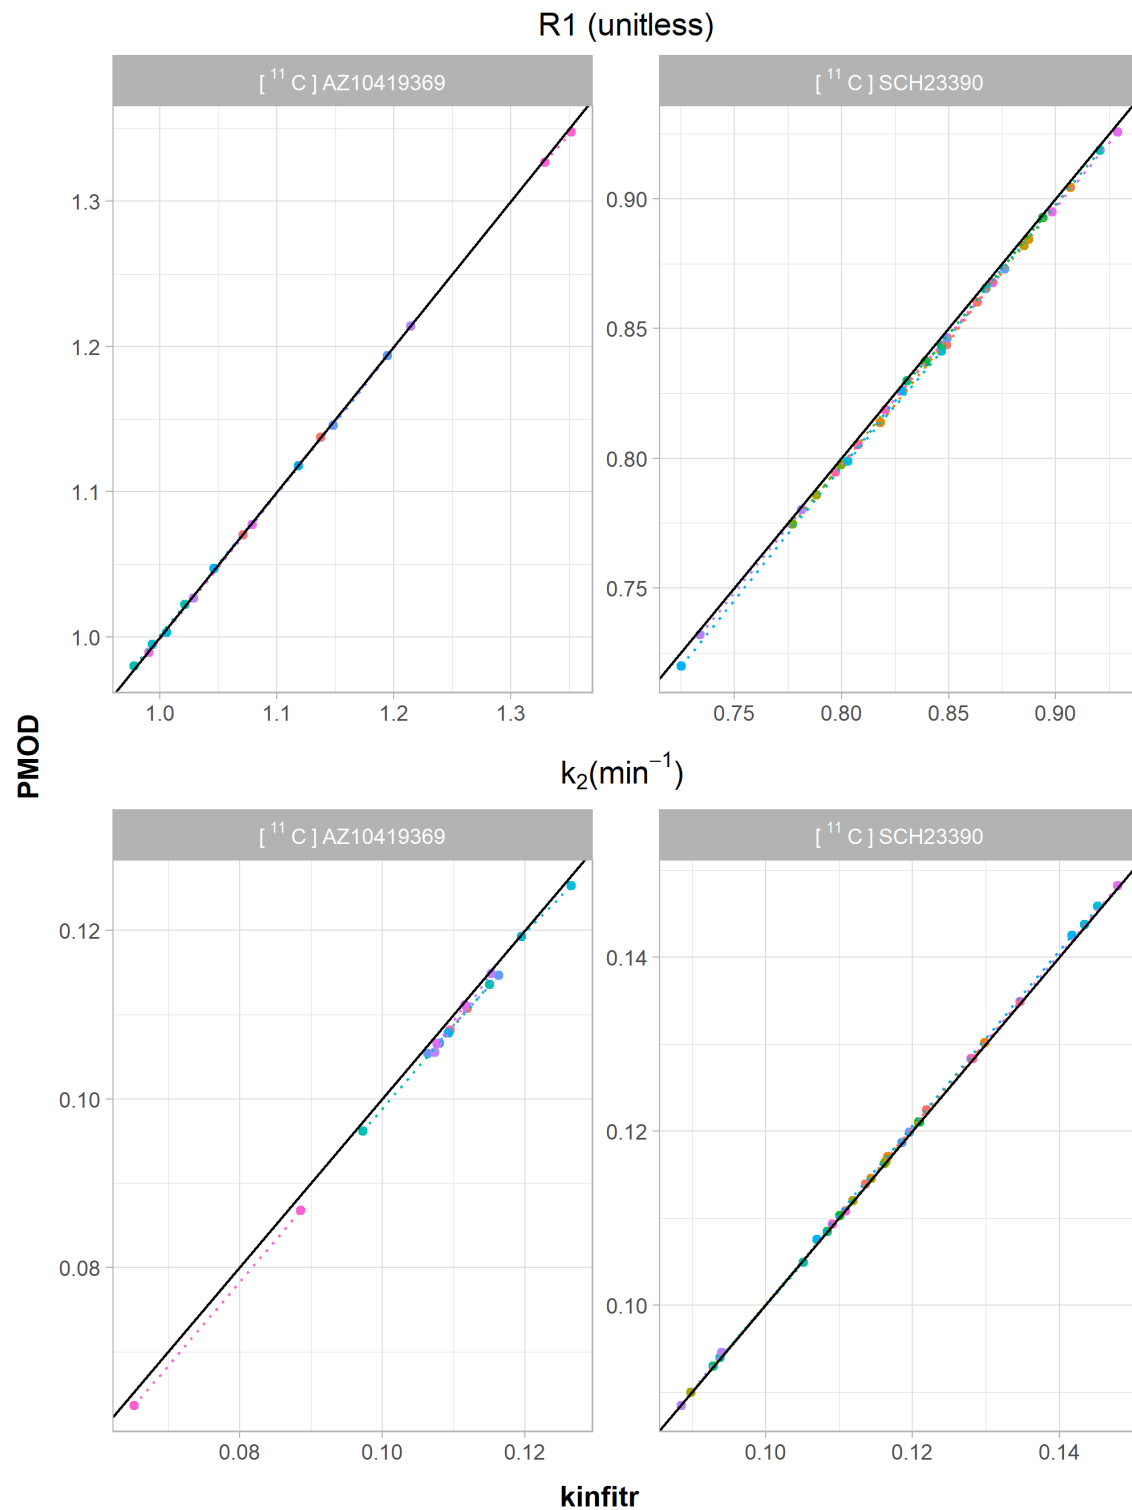 R1 (unitless)
[ ¹¹ C ] AZ10419369
[ ¹¹ C ] SCH23390
1.3
1.2
1.1
1.0
0.90
0.85
0.80
0.75
1.0 1.1 1.2 1.3
0.75 0.80 0.85 0.90
PMOD
k₂(min⁻¹)
[ ¹¹ C ] AZ10419369
[ ¹¹ C ] SCH23390
0.12
0.10
0.08
0.14
0.12
0.10
0.08 0.10 0.12
0.10 0.12 0.14
kinfitr